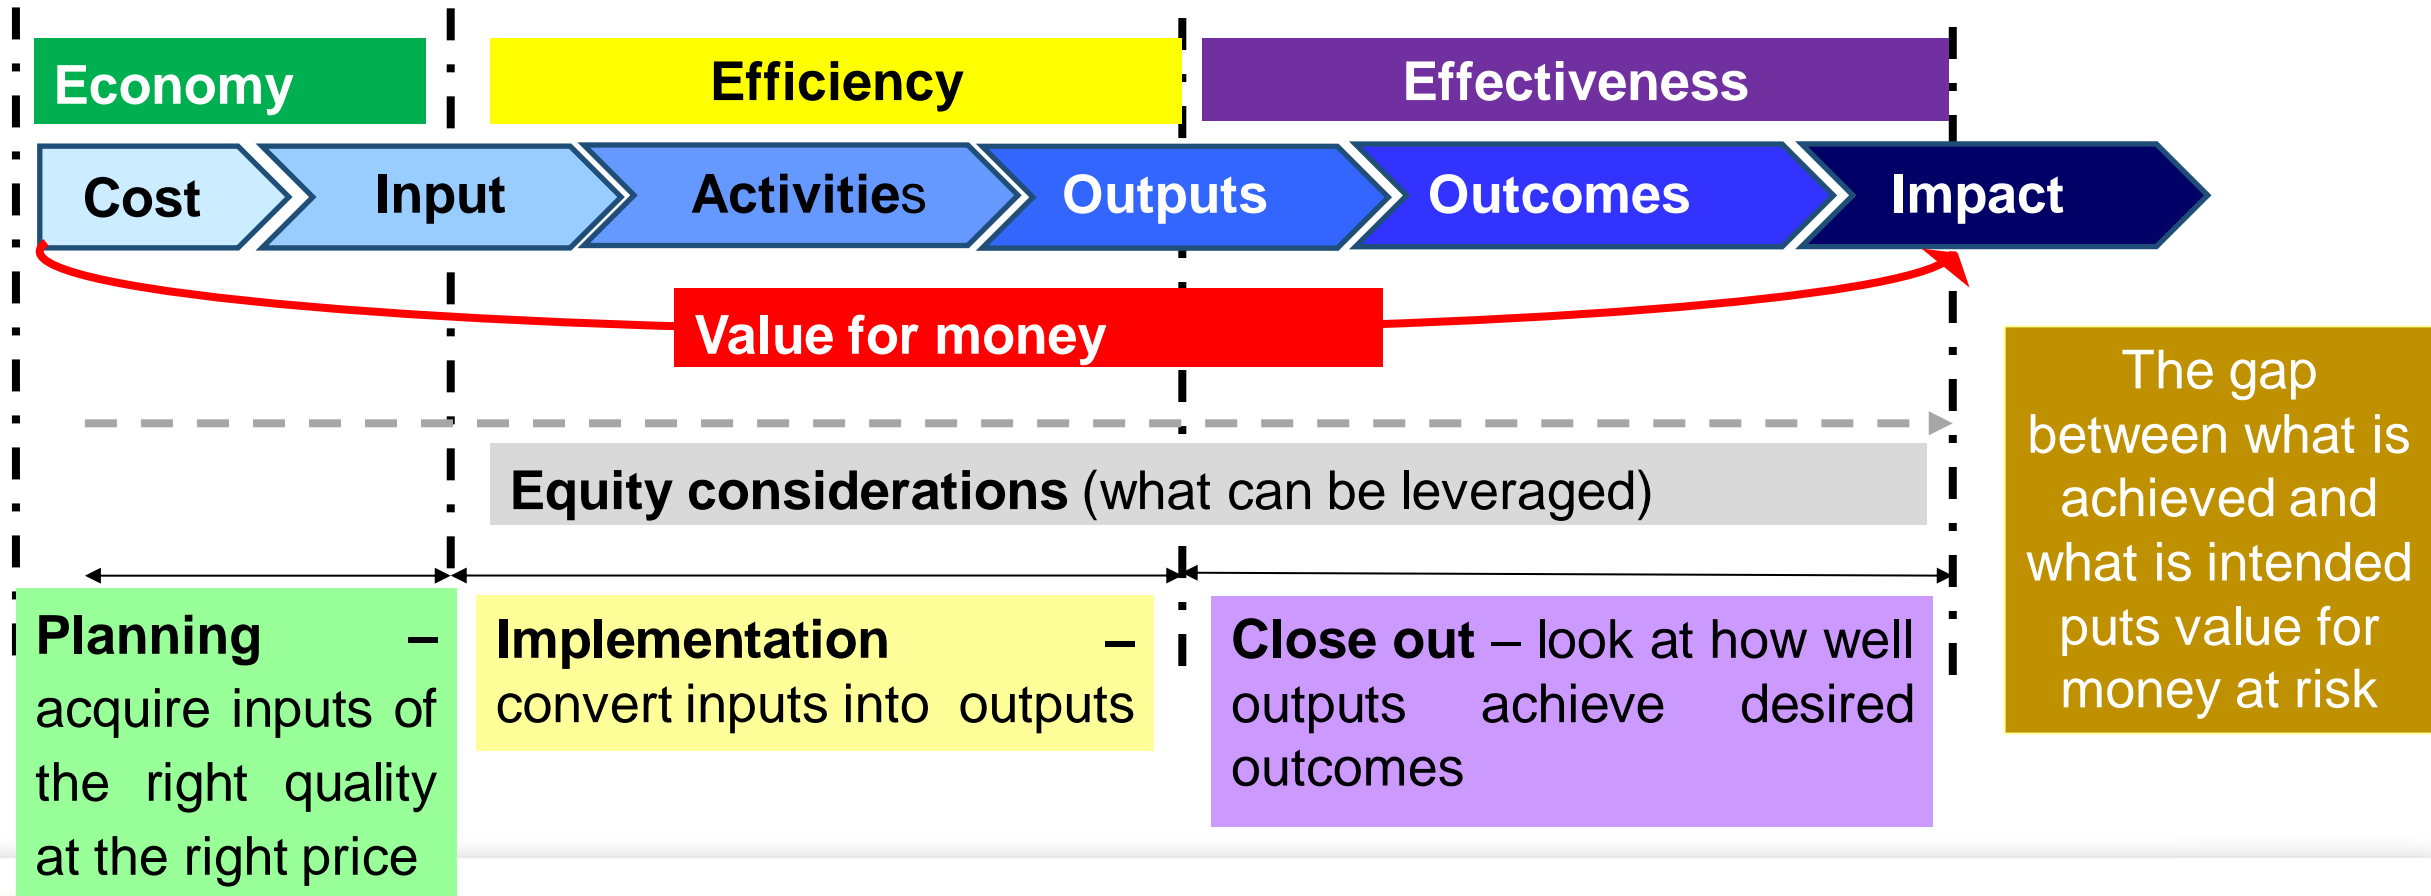 Economy
Efficiency
Effectiveness
Cost
Input
Activities
Outputs
Outcomes
Impact
Value for money
Equity considerations (what can be leveraged)
The gap
between what is
achieved and
what is intended
puts value for
money at risk
Planning –
acquire inputs of
the right quality
at the right price
Implementation –
convert inputs into outputs
Close out – look at how well
outputs achieve desired
outcomes